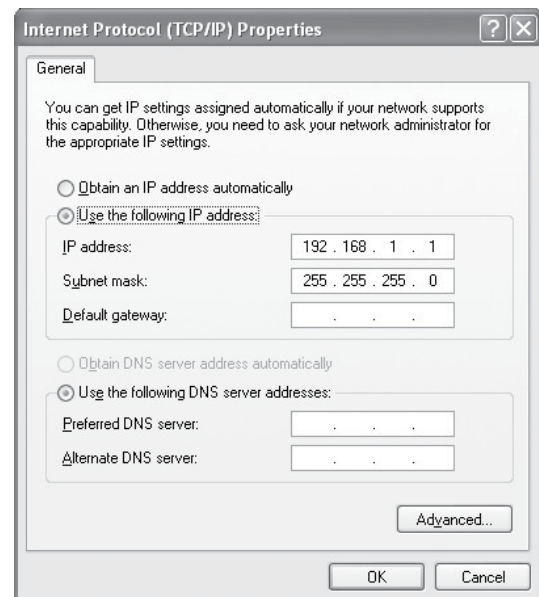 Internet Protocol (TCP/IP) Properties
General
You can get IP settings assigned automatically if your network supports
this capability. Otherwise, you need to ask your network administrator for
the appropriate IP settings.
Obtain an IP address automatically
Use the following IP address:
IP address: 192 . 168 . 1 . 1
Subnet mask: 255 . 255 . 255 . 0
Default gateway: . . .
Obtain DNS server address automatically
Use the following DNS server addresses:
Preferred DNS server: . . .
Alternate DNS server: . . .
Advanced...
OK Cancel